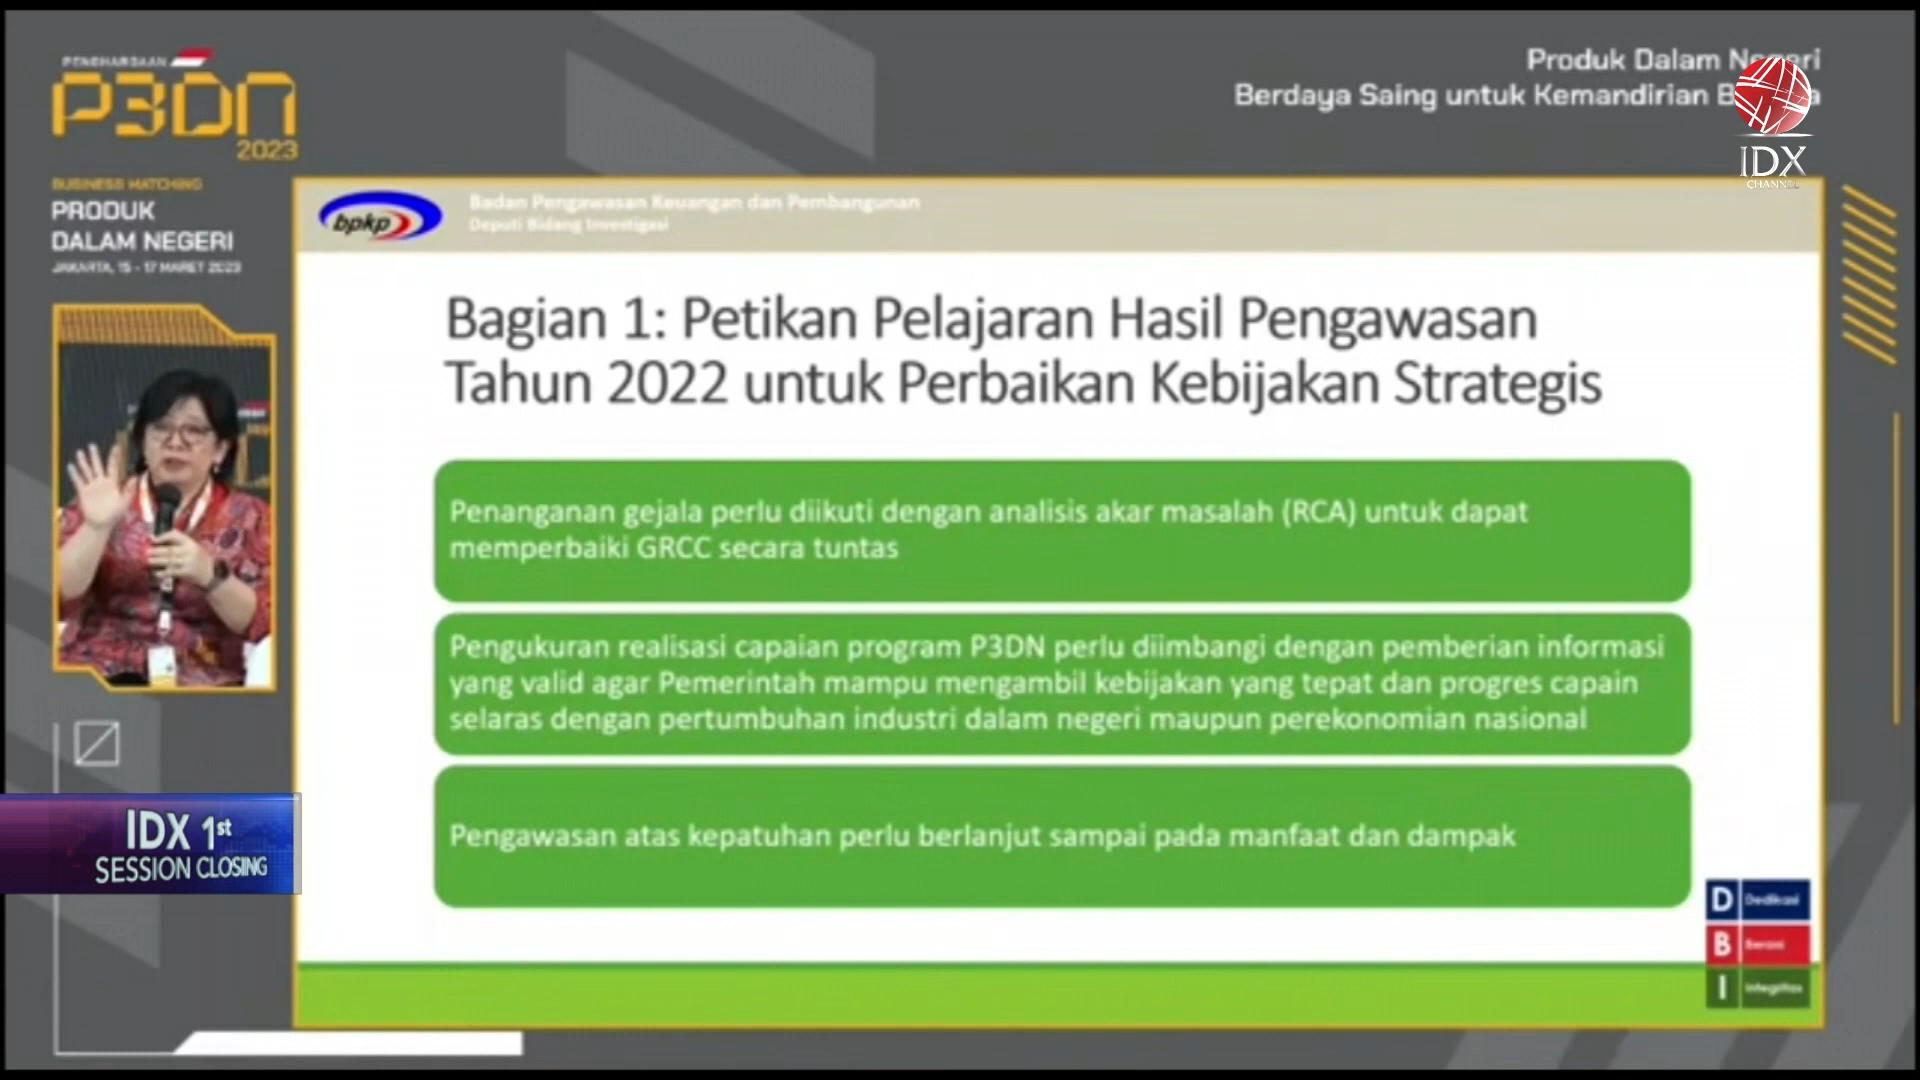 PENGHARGAAN
P3DN
2023
BUSINESS MATCHING
PRODUK
DALAM NEGERI
JAKARTA, 15 - 17 MARET 2023
Produk Dalam
Berdaya Saing untuk Kemandirian
IDX
CHANNEL
bpkp
Badan Pengawasan Keuangan dan Pembangunan
Deputi Bidang Investigasi
Bagian 1: Petikan Pelajaran Hasil Pengawasan
Tahun 2022 untuk Perbaikan Kebijakan Strategis
Penanganan gejala perlu diikuti dengan analisis akar masalah (RCA) untuk dapat
memperbaiki GRCC secara tuntas
Pengukuran realisasi capaian program P3DN perlu diimbangi dengan pemberian informasi
yang valid agar Pemerintah mampu mengambil kebijakan yang tepat dan progres capain
selaras dengan pertumbuhan industri dalam negeri maupun perekonomian nasional
Pengawasan atas kepatuhan perlu berlanjut sampai pada manfaat dan dampak
IDX 1st
SESSION CLOSING
D Dedikasi
B Berani
I Integritas